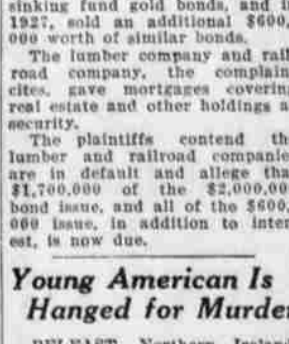 sinking fund gold bonds, and i
1927, sold an additional $600,
000 worth of similar bonds.
The lumber company and rail
road company, the complain
cites, gave mortgages coverin
real estate and other holdings a
security.
The plaintiffs contend th
lumber and railroad companie
are in default and allege tha
$1,700,000 of the $2,000,00
bond issue, and all of the $600,
000 issue, in addition to inter
est, is now due.
Young American Is
Hanged for Murde
BELFAST, Northern Ireland